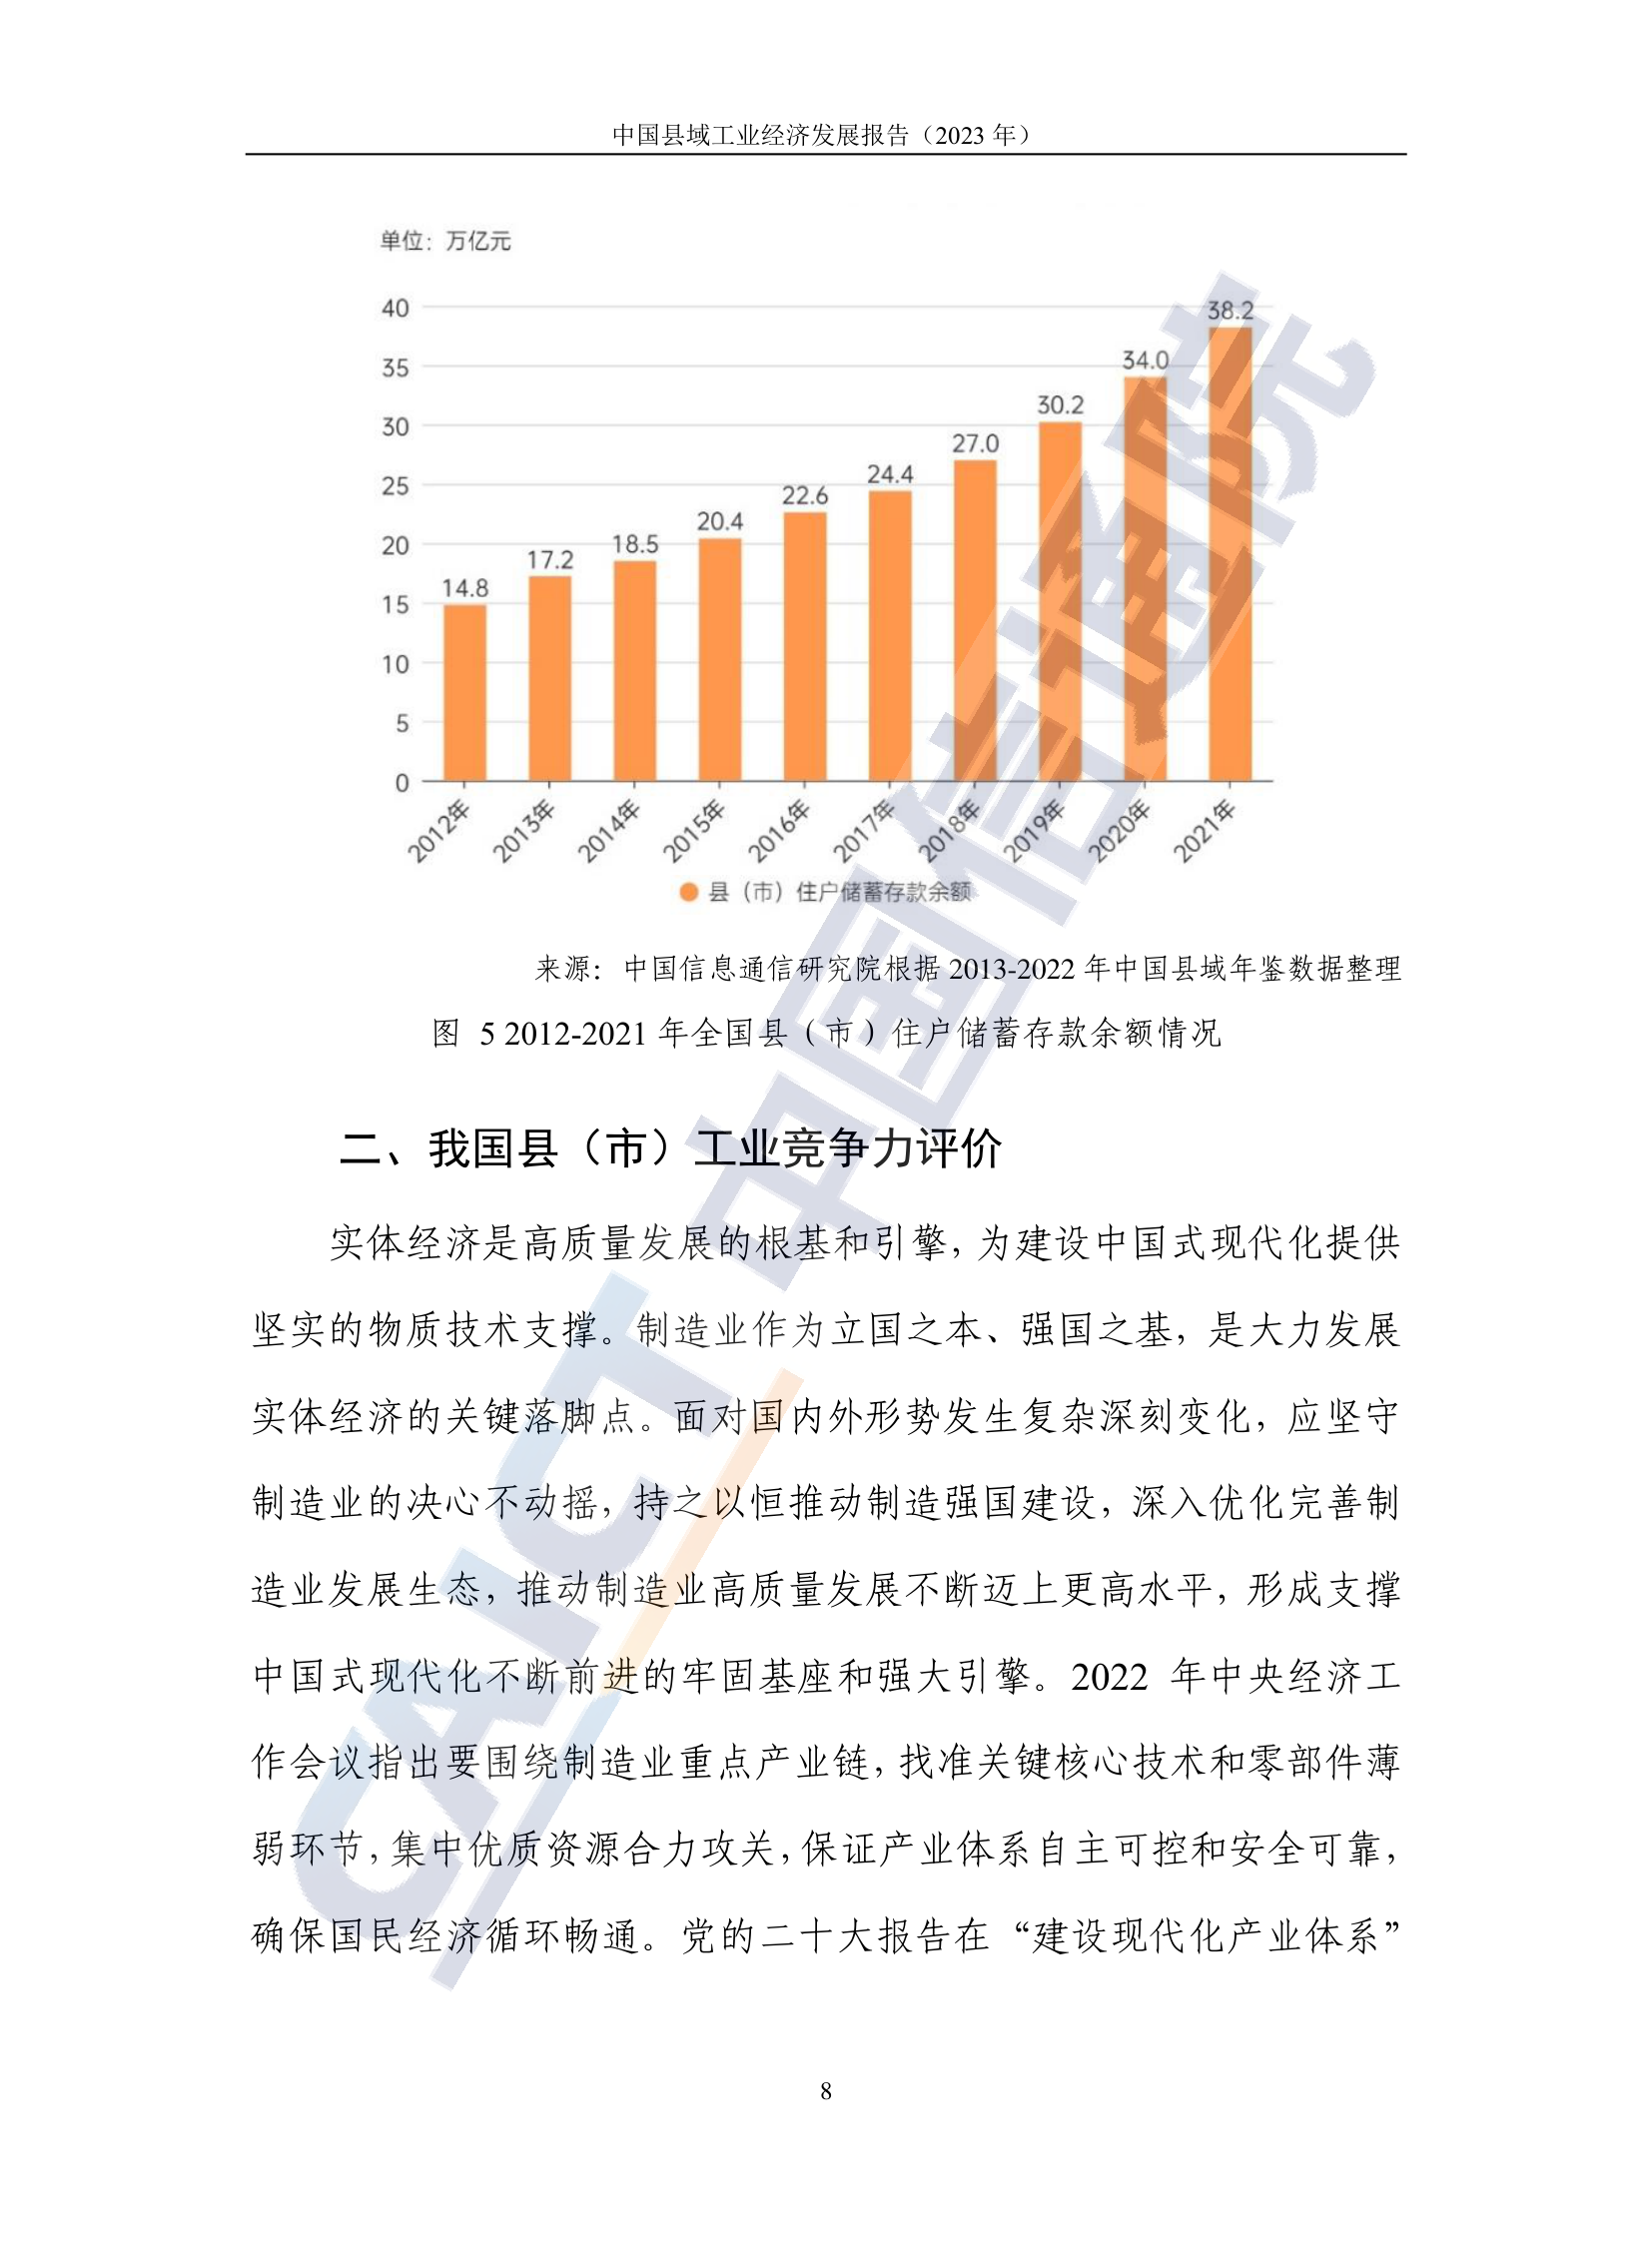 中国县域工业经济发展报告（2023 年）
单位：万亿元
40
35
30
25
20
15
10
5
0
14.8
17.2
18.5
20.4
22.6
24.4
27.0
30.2
34.0
38.2
2012年
2013年
2014年
2015年
2016年
2017年
2018年
2019年
2020年
2021年
县（市）住户储蓄存款余额
来源：中国信息通信研究院根据 2013-2022 年中国县域年鉴数据整理
图 5 2012-2021 年全国县（市）住户储蓄存款余额情况
二、我国县（市）工业竞争力评价
实体经济是高质量发展的根基和引擎，为建设中国式现代化提供
坚实的物质技术支撑。制造业作为立国之本、强国之基，是大力发展
实体经济的关键落脚点。面对国内外形势发生复杂深刻变化，应坚守
制造业的决心不动摇，持之以恒推动制造强国建设，深入优化完善制
造业发展生态，推动制造业高质量发展不断迈上更高水平，形成支撑
中国式现代化不断前进的牢固基座和强大引擎。2022 年中央经济工
作会议指出要围绕制造业重点产业链，找准关键核心技术和零部件薄
弱环节，集中优质资源合力攻关，保证产业体系自主可控和安全可靠，
确保国民经济循环畅通。党的二十大报告在“建设现代化产业体系”
8
CAICT 中国信通院